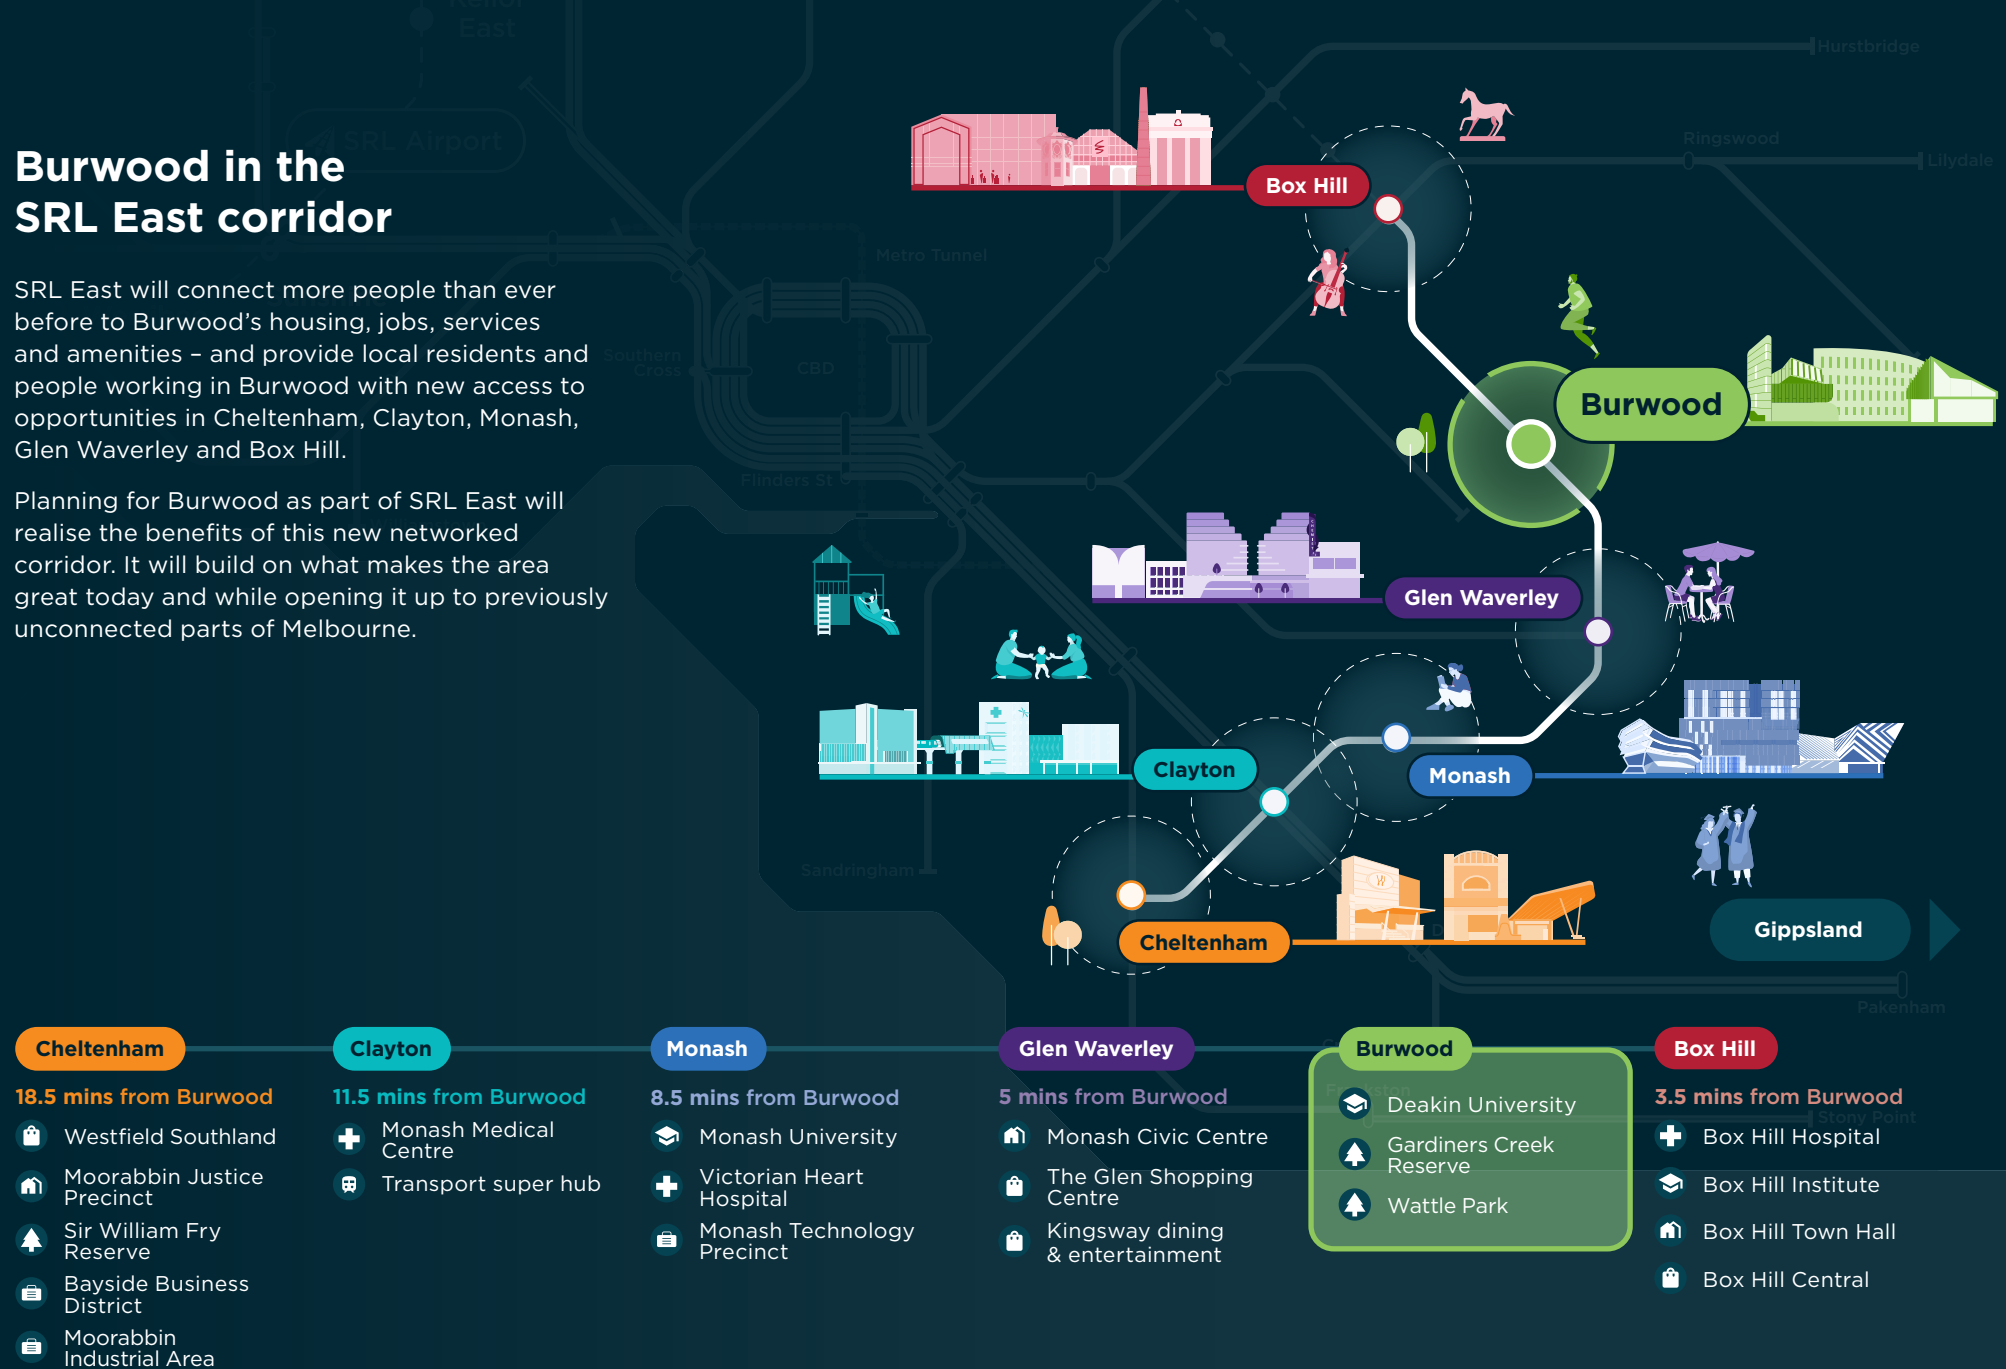 Keilor
East
SRL Airport
Hurstbridge
Ringswood
Lilydale
Metro Tunnel
Southern
Cross
CBD
Flinders St
Sandringham
Pakenham
Frankston
Stony Point
Burwood in the
SRL East corridor
SRL East will connect more people than ever
before to Burwood’s housing, jobs, services
and amenities – and provide local residents and
people working in Burwood with new access to
opportunities in Cheltenham, Clayton, Monash,
Glen Waverley and Box Hill.
Planning for Burwood as part of SRL East will
realise the benefits of this new networked
corridor. It will build on what makes the area
great today and while opening it up to previously
unconnected parts of Melbourne.
Box Hill
Burwood
Glen Waverley
Clayton
Monash
Cheltenham
Gippsland
Cheltenham
18.5 mins from Burwood
Westfield Southland
Moorabbin Justice
Precinct
Sir William Fry
Reserve
Bayside Business
District
Moorabbin
Industrial Area
Clayton
11.5 mins from Burwood
Monash Medical
Centre
Transport super hub
Monash
8.5 mins from Burwood
Monash University
Victorian Heart
Hospital
Monash Technology
Precinct
Glen Waverley
5 mins from Burwood
Monash Civic Centre
The Glen Shopping
Centre
Kingsway dining
& entertainment
Burwood
Deakin University
Gardiners Creek
Reserve
Wattle Park
Box Hill
3.5 mins from Burwood
Box Hill Hospital
Box Hill Institute
Box Hill Town Hall
Box Hill Central